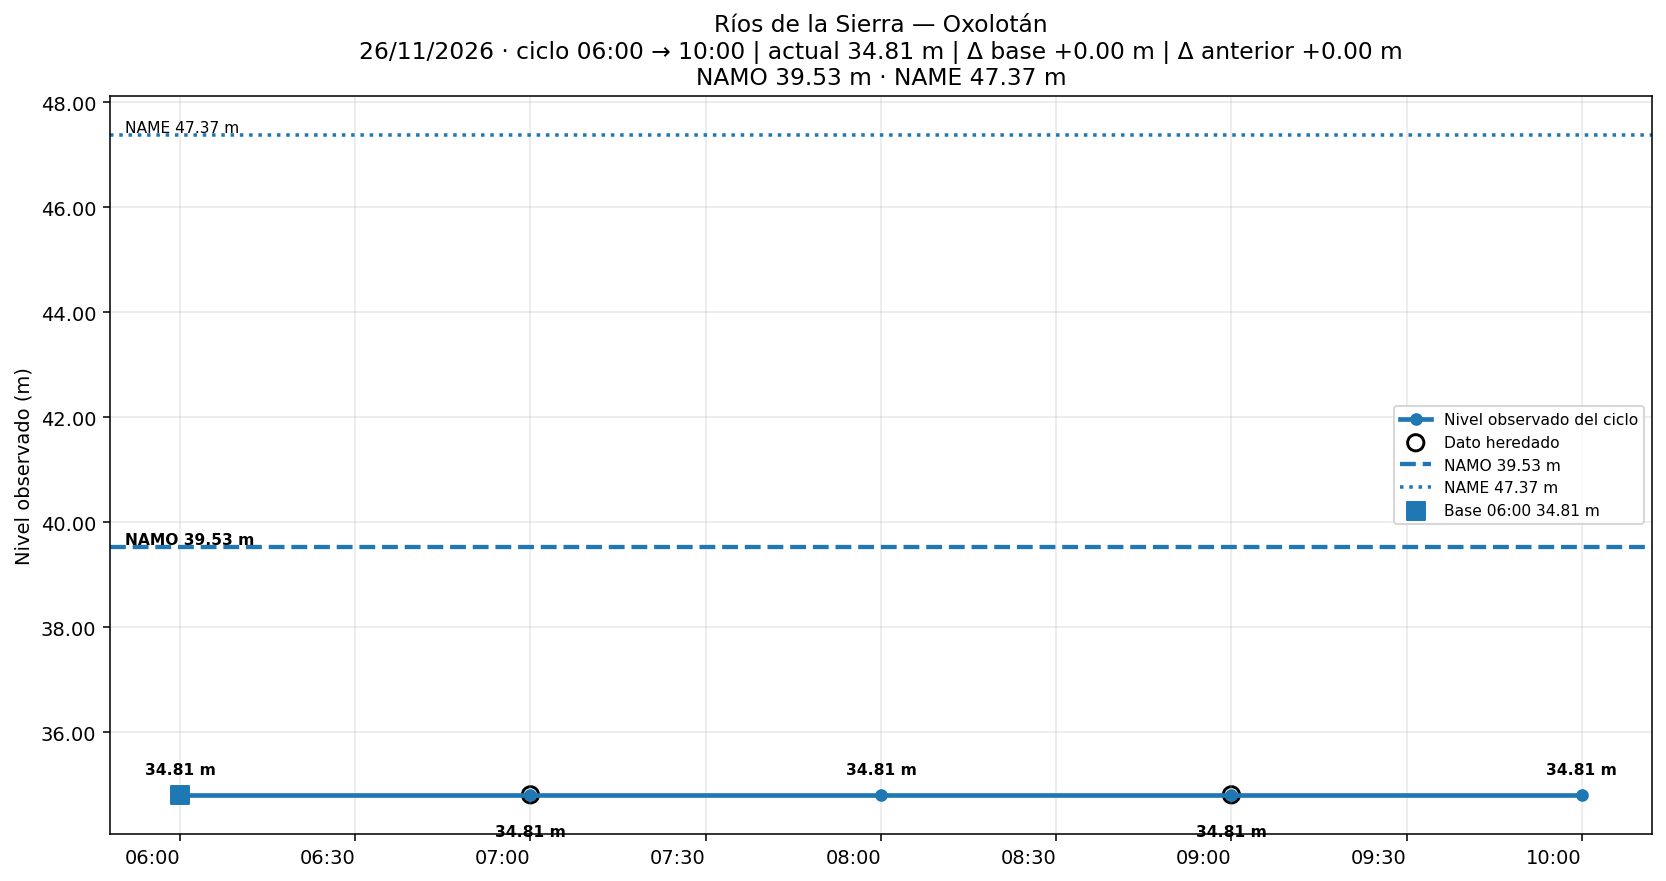 Ríos de la Sierra — Oxolotán
26/11/2026 · ciclo 06:00 → 10:00 | actual 34.81 m | Δ base +0.00 m | Δ anterior +0.00 m
NAMO 39.53 m · NAME 47.37 m
Nivel observado (m)
48.00
46.00
44.00
42.00
40.00
38.00
36.00
NAME 47.37 m
NAMO 39.53 m
Nivel observado del ciclo
Dato heredado
NAMO 39.53 m
NAME 47.37 m
Base 06:00 34.81 m
34.81 m
34.81 m
34.81 m
34.81 m
34.81 m
06:00
06:30
07:00
07:30
08:00
08:30
09:00
09:30
10:00